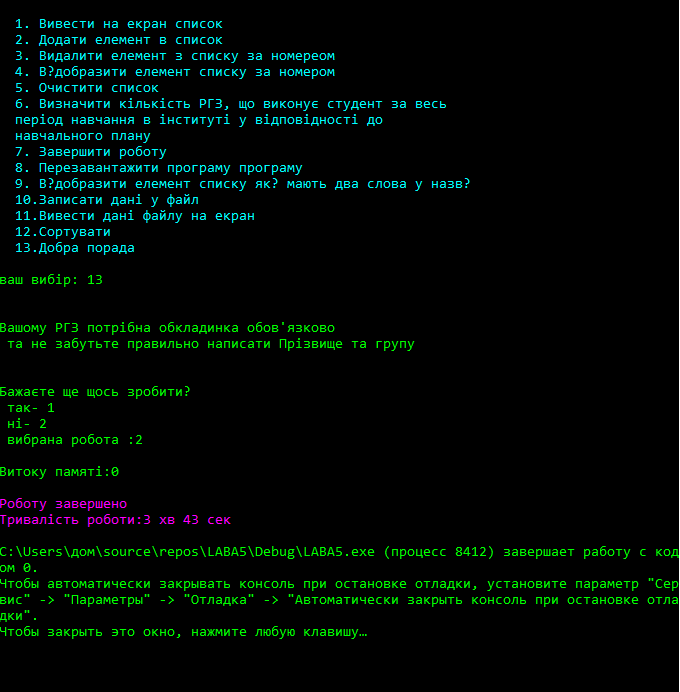 1. Вивести на екран список
2. Додати елемент в список
3. Видалити елемент з списку за номереом
4. В?добразити елемент списку за номером
5. Очистити список
6. Визначити кількість РГЗ, що виконує студент за весь
період навчання в інституті у відповідності до
навчального плану
7. Завершити роботу
8. Перезавантажити програму програму
9. В?добразити елемент списку як? мають два слова у назв?
10.Записати дані у файл
11.Вивести дані файлу на екран
12.Сортувати
13.Добра порада
ваш вибір: 13
Вашому РГЗ потрібна обкладинка обов'язково
та не забутьте правильно написати Прізвище та групу
Бажаєте ще щось зробити?
так- 1
ні- 2
вибрана робота :2
Витоку памяті:0
Роботу завершено
Тривалість роботи:3 хв 43 сек
C:\Users\дом\source\repos\LABA5\Debug\LABA5.exe (процесс 8412) завершает работу с код
ом 0.
Чтобы автоматически закрывать консоль при остановке отладки, установите параметр "Сер
вис" -> "Параметры" -> "Отладка" -> "Автоматически закрыть консоль при остановке отла
дки".
Чтобы закрыть это окно, нажмите любую клавишу…